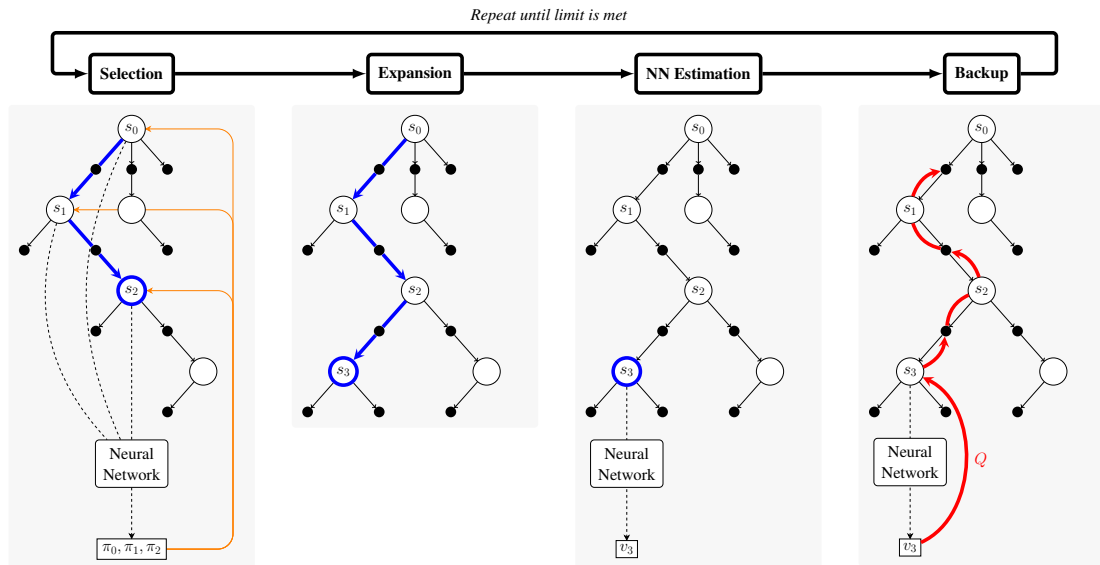 Repeat until limit is met
Selection
Expansion
NN Estimation
Backup
s₀
s₁
s₂
Neural
Network
π₀, π₁, π₂
s₀
s₁
s₂
s₃
s₀
s₁
s₂
s₃
Neural
Network
v₃
s₀
s₁
s₂
s₃
Neural
Network
Q
v₃